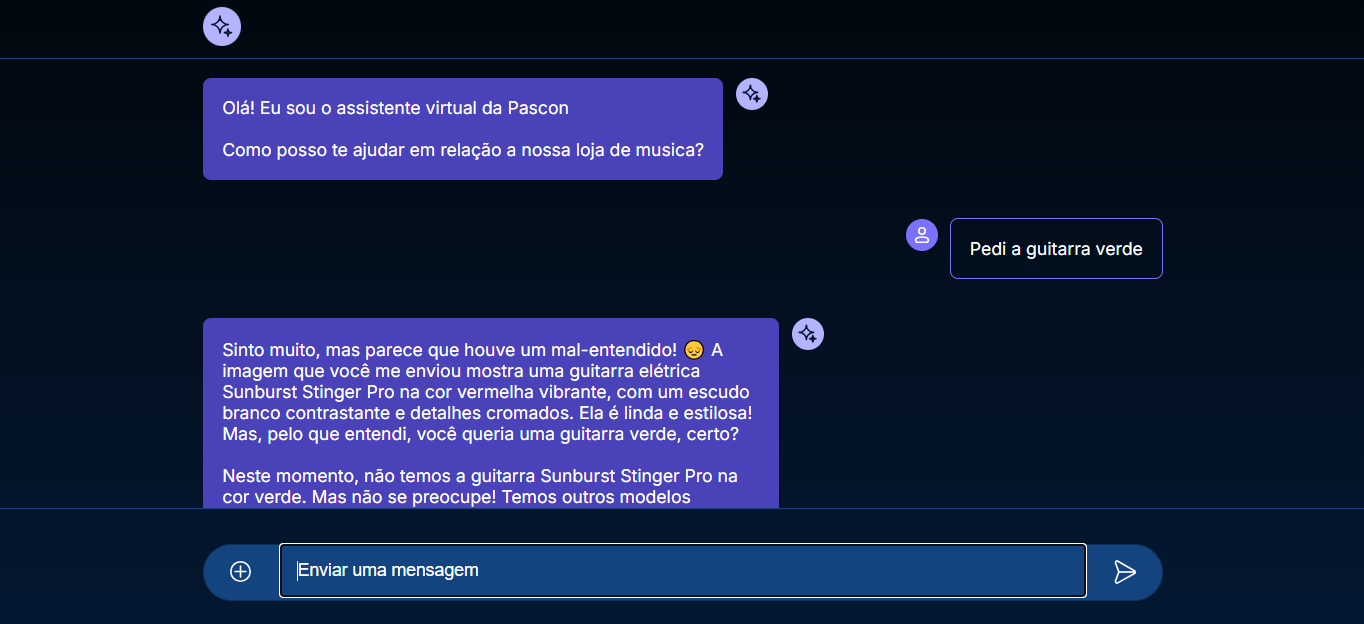 Olá! Eu sou o assistente virtual da Pascon
Como posso te ajudar em relação a nossa loja de musica?
Pedi a guitarra verde
Sinto muito, mas parece que houve um mal-entendido! 😔 A
imagem que você me enviou mostra uma guitarra elétrica
Sunburst Stinger Pro na cor vermelha vibrante, com um escudo
branco contrastante e detalhes cromados. Ela é linda e estilosa!
Mas, pelo que entendi, você queria uma guitarra verde, certo?
Neste momento, não temos a guitarra Sunburst Stinger Pro na
cor verde. Mas não se preocupe! Temos outros modelos
Enviar uma mensagem